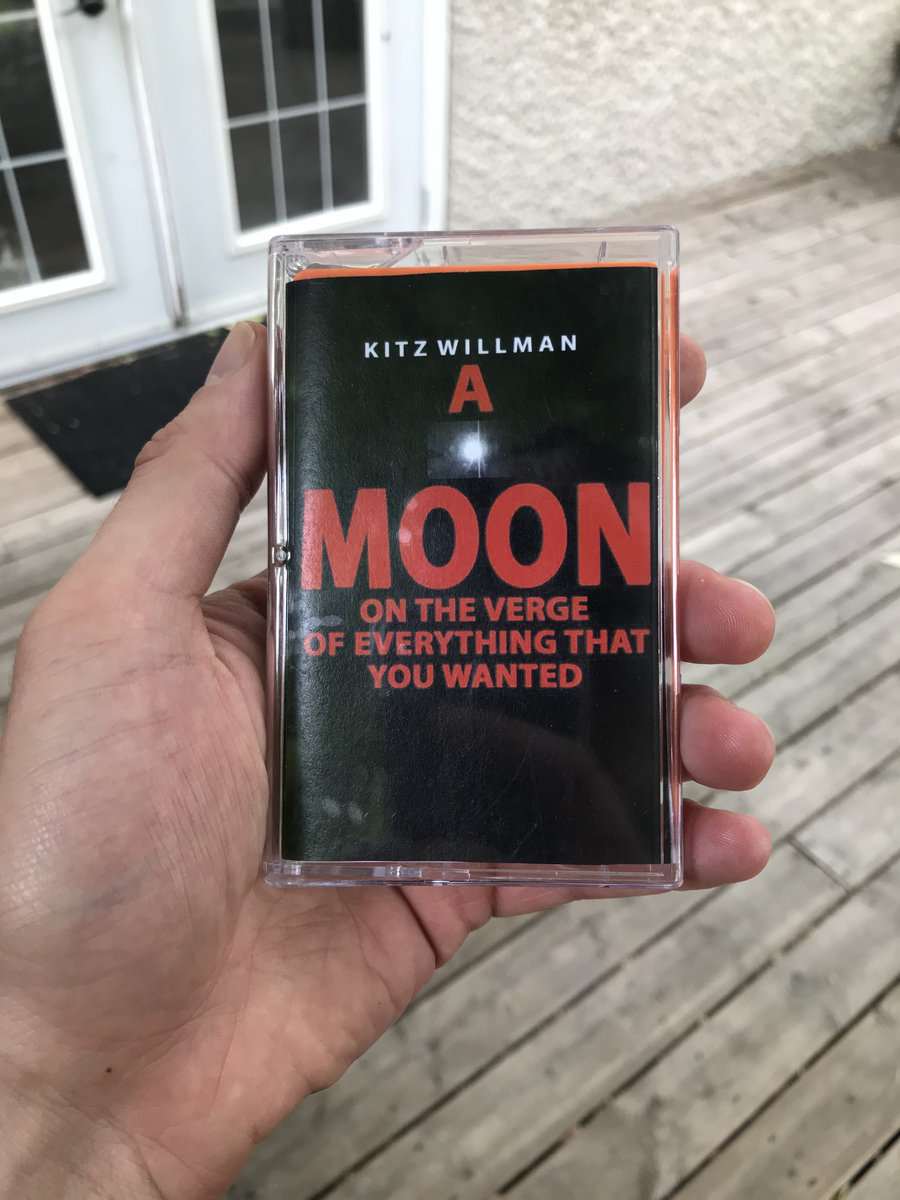 KITZ WILLMAN
A
MOON
ON THE VERGE
OF EVERYTHING THAT
YOU WANTED